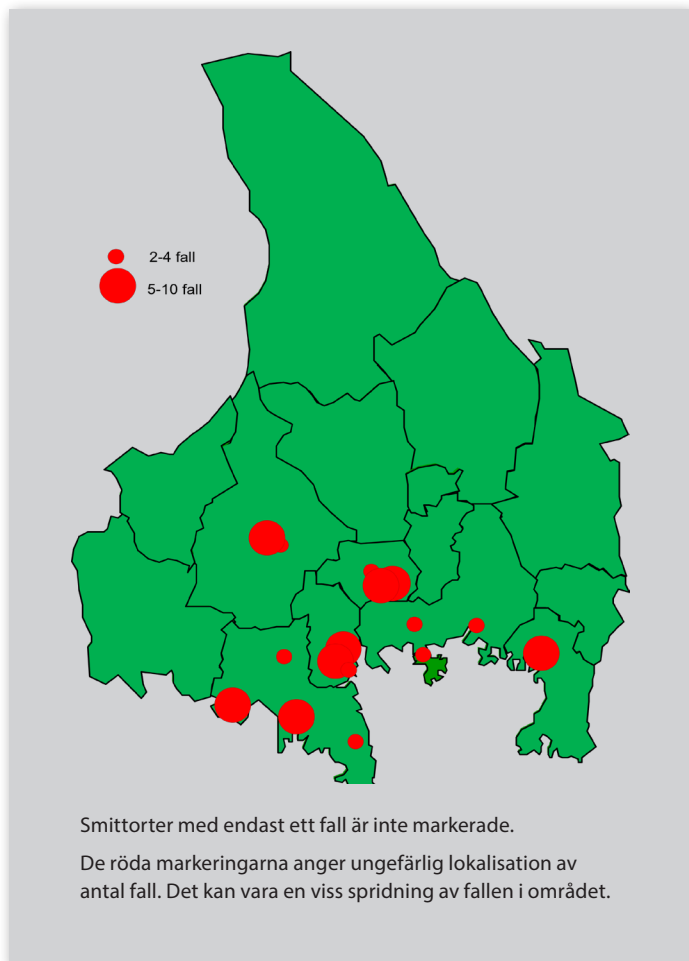 2-4 fall
5-10 fall
Smittorter med endast ett fall är inte markerade.
De röda markeringarna anger ungefärlig lokalisation av
antal fall. Det kan vara en viss spridning av fallen i området.